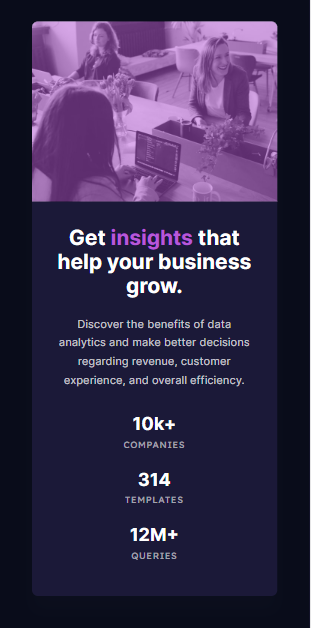 Get insights that
help your business
grow.
Discover the benefits of data
analytics and make better decisions
regarding revenue, customer
experience, and overall efficiency.
10k+
COMPANIES
314
TEMPLATES
12M+
QUERIES